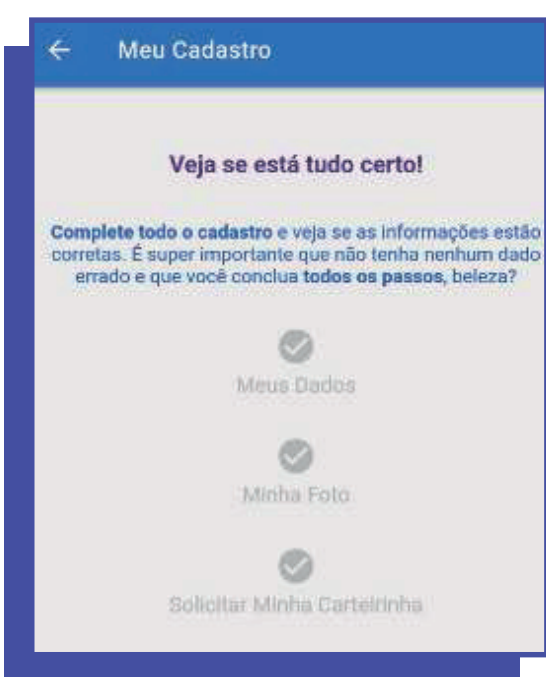 Meu Cadastro
Veja se está tudo certo!
Complete todo o cadastro e veja se as informações estão
corretas. É super importante que não tenha nenhum dado
errado e que você conclua todos os passos, beleza?
Meus Dados
Minha Foto
Solicitar Minha Carteirinha